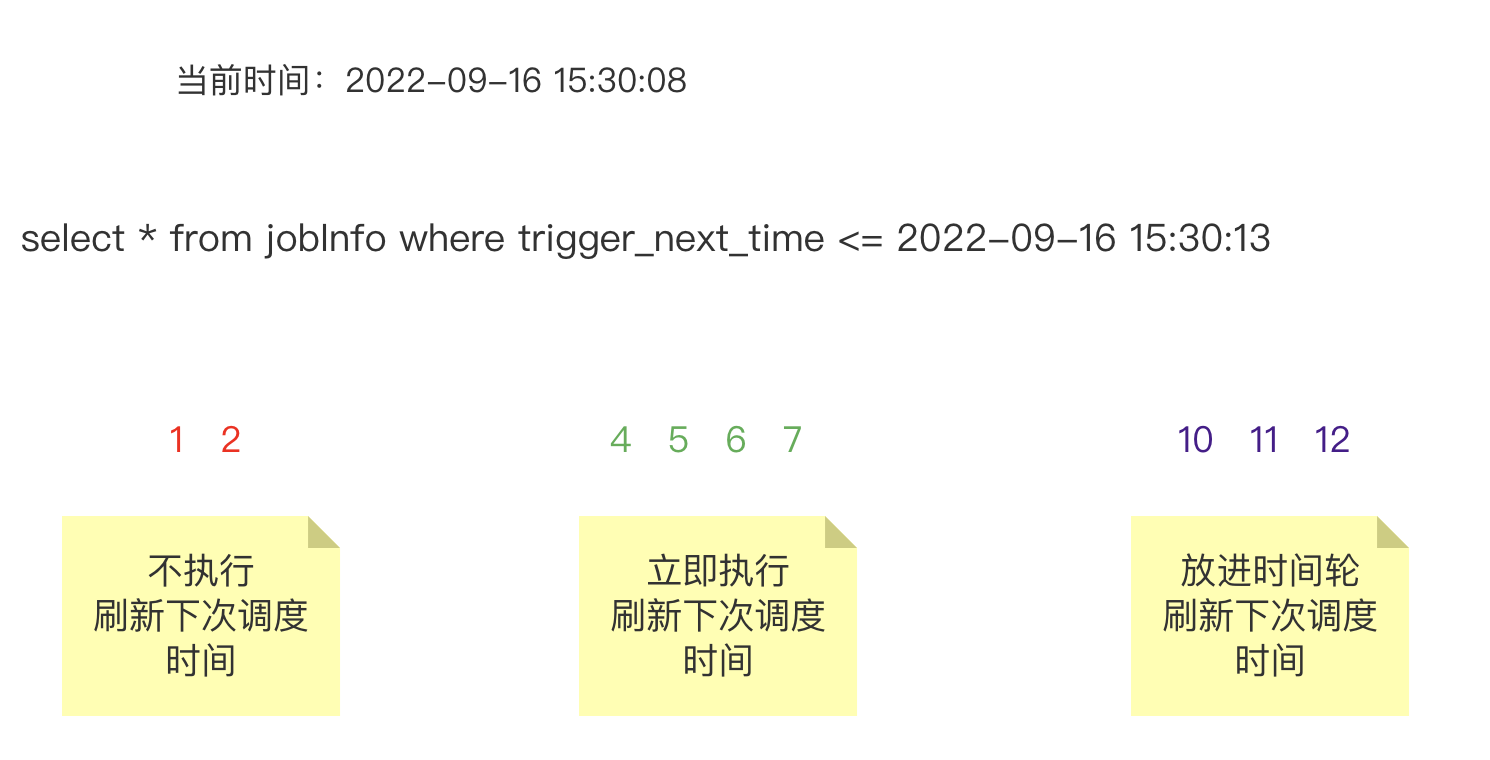 当前时间：2022-09-16 15:30:08
select * from jobInfo where trigger_next_time <= 2022-09-16 15:30:13
1 2
4 5 6 7
10 11 12
不执行
刷新下次调度
时间
立即执行
刷新下次调度
时间
放进时间轮
刷新下次调度
时间